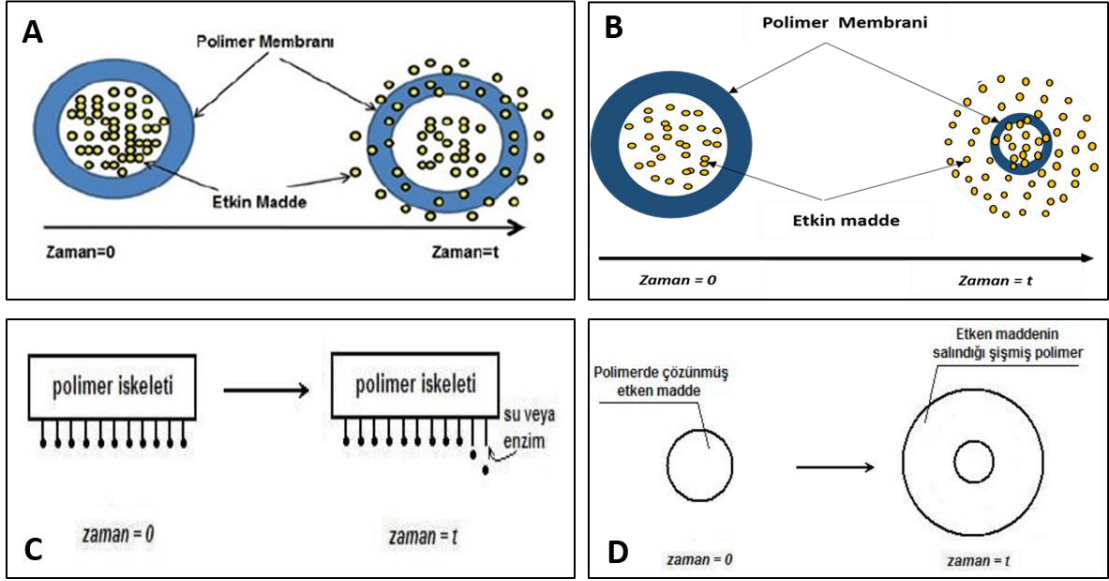 A
Polimer Membranı
Etkin Madde
Zaman=0
Zaman=t
B
Polimer Membrani
Etkin madde
Zaman = 0
Zaman = t
polimer iskeleti
polimer iskeleti
su veya
enzim
zaman = 0
zaman = t
C
Etken maddenin
salındığı şişmiş polimer
Polimerde çözünmüş
etken madde
D
zaman = 0
zaman = t